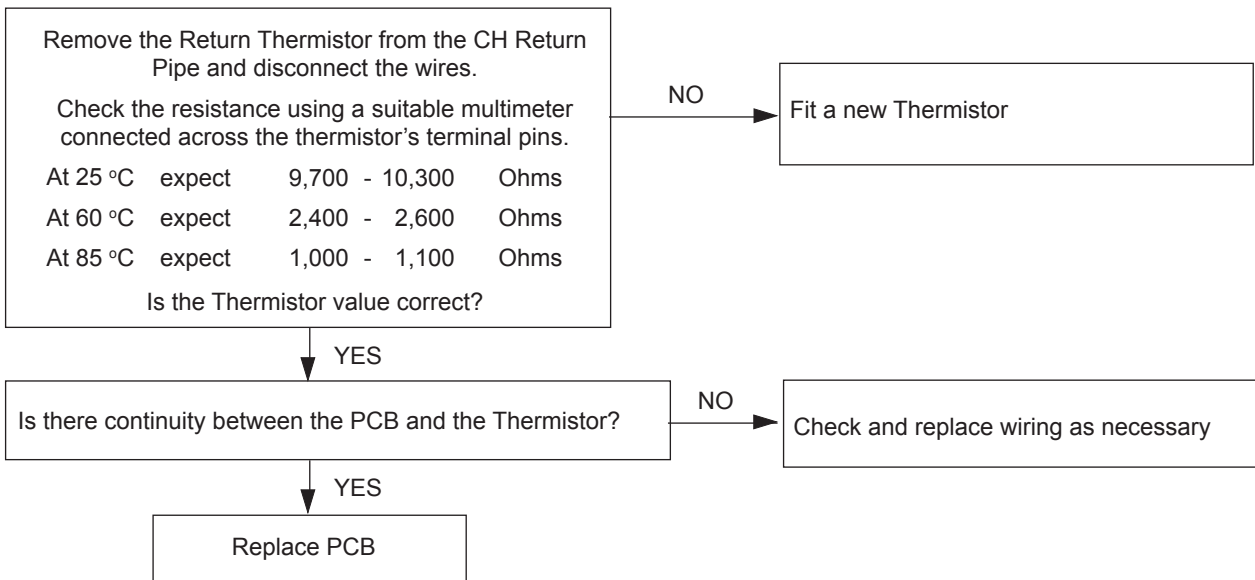 Remove the Return Thermistor from the CH Return
Pipe and disconnect the wires.
Check the resistance using a suitable multimeter
connected across the thermistor’s terminal pins.
At 25 °C expect 9,700 - 10,300 Ohms
At 60 °C expect 2,400 - 2,600 Ohms
At 85 °C expect 1,000 - 1,100 Ohms
Is the Thermistor value correct?
NO
Fit a new Thermistor
YES
Is there continuity between the PCB and the Thermistor?
NO
Check and replace wiring as necessary
YES
Replace PCB